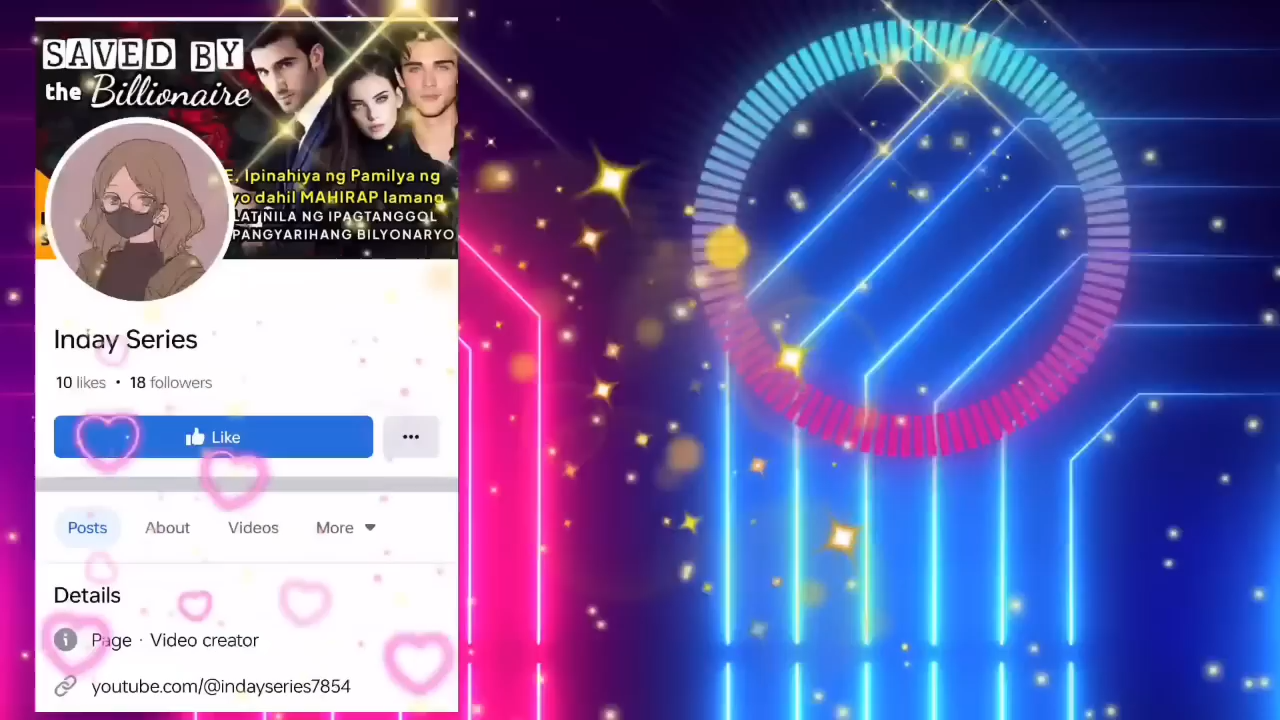 SAVED BY
the Billionaire
E, Ipinahiya ng Pamilya ng
yo dahil MAHIRAP lamang
NILA NG IPAGTANGGOL
PANGYARIHANG BILYONARYO
Inday Series
10 likes • 18 followers
Like
Posts About Videos More
Details
Page · Video creator
youtube.com/@indayseries7854